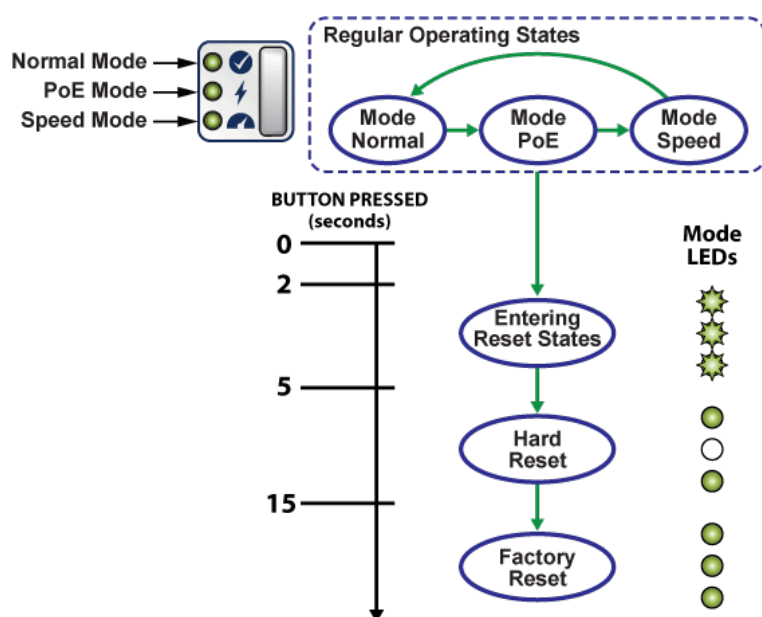 Regular Operating States
Normal Mode
PoE Mode
Speed Mode
Mode
Normal
Mode
PoE
Mode
Speed
BUTTON PRESSED
(seconds)
0
2
5
15
Entering
Reset States
Hard
Reset
Factory
Reset
Mode
LEDs